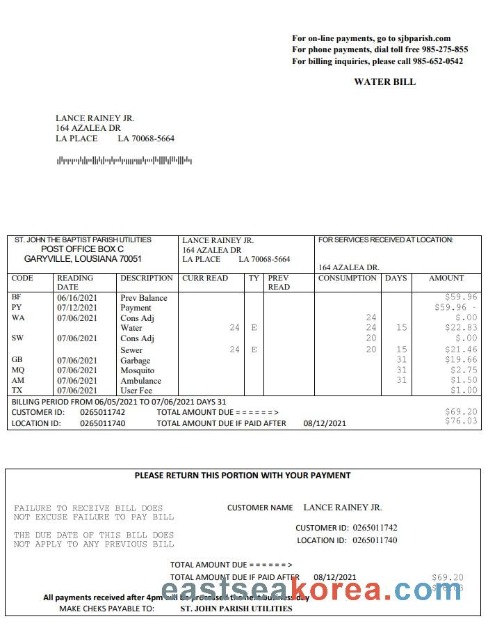 For on-line payments, go to sjbparish.com
For phone payments, dial toll free 985-275-855
For billing inquiries, please call 985-652-0542
WATER BILL
LANCE RAINEY JR.
164 AZALEA DR
LA PLACE LA 70068-5664
ST. JOHN THE BAPTIST PARISH UTILITIES
POST OFFICE BOX C
GARYVILLE, LOUSIANA 70051
LANCE RAINEY JR.
164 AZALEA DR
LA PLACE LA 70068-5664
FOR SERVICES RECEIVED AT LOCATION:
164 AZALEA DR.
CODE READING DATE DESCRIPTION CURR READ TY PREV READ CONSUMPTION DAYS AMOUNT
BF 06/16/2021 Prev Balance $59.96
PY 07/12/2021 Payment $59.96 -
WA 07/06/2021 Cons Adj 24 $.00
Water 24 E 24 15 $22.83
SW 07/06/2021 Cons Adj 20 $.00
Sewer 24 E 20 15 $21.46
GB 07/06/2021 Garbage 31 $19.66
MQ 07/06/2021 Mosquito 31 $2.75
AM 07/06/2021 Ambulance 31 $1.50
TX 07/06/2021 User Fee $1.00
BILLING PERIOD FROM 06/05/2021 TO 07/06/2021 DAYS 31
CUSTOMER ID: 0265011742 TOTAL AMOUNT DUE = = = = = = > $69.20
LOCATION ID: 0265011740 TOTAL AMOUNT DUE IF PAID AFTER 08/12/2021 $76.03
PLEASE RETURN THIS PORTION WITH YOUR PAYMENT
FAILURE TO RECEIVE BILL DOES
NOT EXCUSE FAILURE TO PAY BILL
THE DUE DATE OF THIS BILL DOES
NOT APPLY TO ANY PREVIOUS BILL
CUSTOMER NAME LANCE RAINEY JR.
CUSTOMER ID: 0265011742
LOCATION ID: 0265011740
TOTAL AMOUNT DUE = = = = = = >
TOTAL AMOUNT DUE IF PAID AFTER 08/12/2021 $69.20
eastseakorea.com
All payments received after 4pm will be processed the next business day
MAKE CHEKS PAYABLE TO: ST. JOHN PARISH UTILITIES